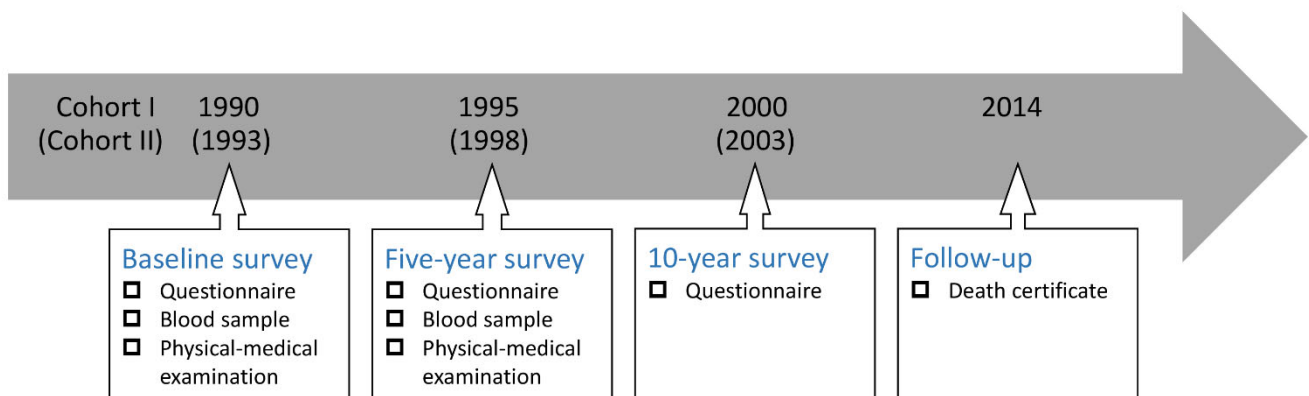 Cohort I 1990 1995 2000 2014
(Cohort II) (1993) (1998) (2003)
Baseline survey
Questionnaire
Blood sample
Physical-medical
examination
Five-year survey
Questionnaire
Blood sample
Physical-medical
examination
10-year survey
Questionnaire
Follow-up
Death certificate